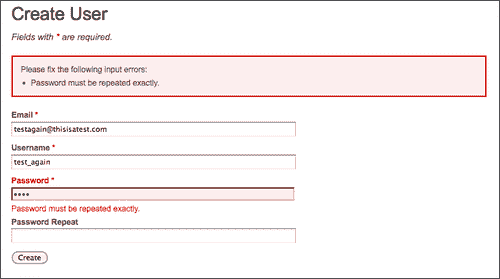 Create User
Fields with * are required.
Please fix the following input errors:
• Password must be repeated exactly.
Email *
testagain@thisisatest.com
Username *
test_again
Password *
••••
Password must be repeated exactly.
Password Repeat
Create